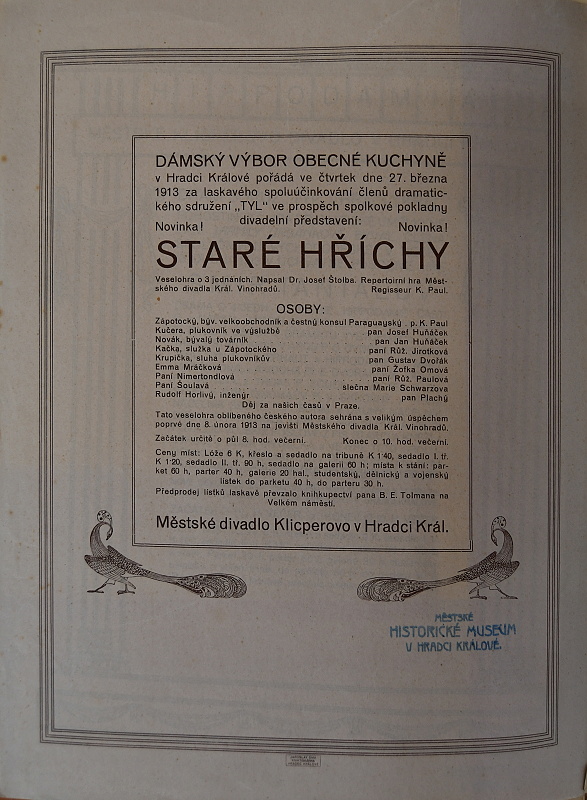 DÁMSKÝ VÝBOR OBECNÉ KUCHYNĚ
v Hradci Králové pořádá ve čtvrtek dne 27. března
1913 za laskavého spoluúčinkování členů dramatic-
kého sdružení „TYL" ve prospěch spolkové pokladny
Novinka! divadelní představení: Novinka!
STARÉ HŘÍCHY
Veselohra o 3 jednáních. Napsal Dr. Josef Štolba. Repertoirní hra Měst-
ského divadla Král. Vinohradů. Regisseur K. Paul.
OSOBY:
Zápotocký, býv. velkoobchodník a čestný konsul Paraguayský . p. K. Paul
Kučera, plukovník ve výslužbě pan Josef Huňáček
Novák, bývalý továrník pan Jan Huňáček
Kačka, služka u Zápotockého paní Růž. Jirotková
Krupička, sluha plukovníkův pan Gustav Dvořák
Emma Mráčková paní Žofka Omová
Paní Nimertondlová paní Růž. Paulová
Paní Šoulavá slečna Marie Schwarzova
Rudolf Horlivý, inženýr pan Plachý
Děj za našich časů v Praze.
Tato veselohra oblíbeného českého autora sehrána s velikým úspěchem
poprvé dne 8. února 1913 na jevišti Městského divadla Král. Vinohradů.
Začátek určitě o půl 8. hod. večerní. Konec o 10. hod. večerní.
Ceny míst: Lóže 6 K, křeslo a sedadlo na tribuně K 1·40, sedadlo I. tř.
K 1·20, sedadlo II. tř. 90 h, sedadlo na galerii 60 h; místa k stání: par-
ket 60 h, parter 40 h, galerie 20 hal., studentský, dělnický a vojenský
lístek do parketu 40 h, do parteru 30 h.
Předprodej lístků laskavě převzalo knihkupectví pana B. E. Tolmana na
Velkém náměstí.
Městské divadlo Klicperovo v Hradci Král.
MĚSTSKÉ
HISTORICKÉ MUSEUM
V HRADCI KRÁLOVÉ.